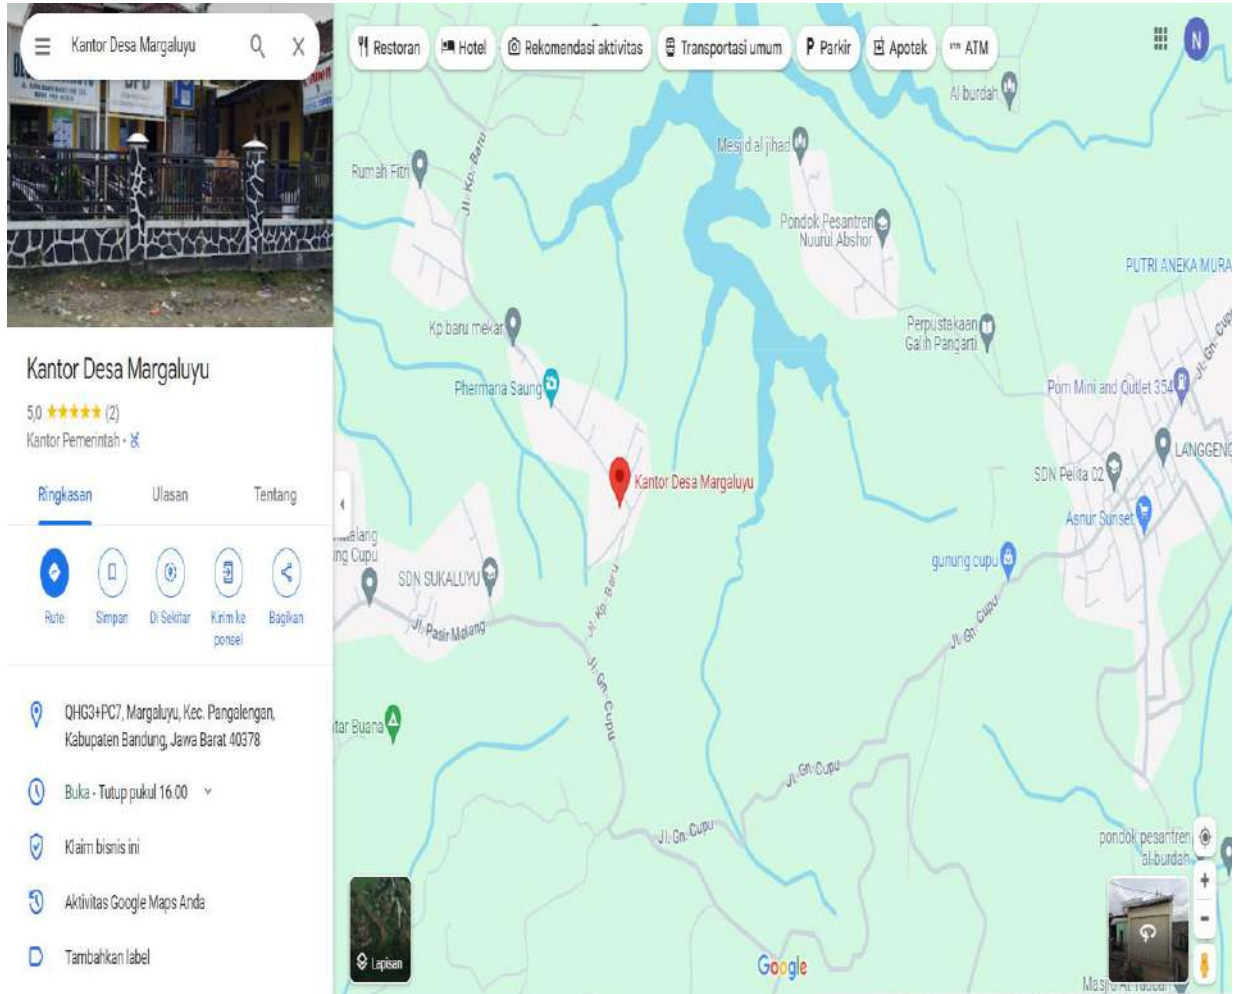 Kantor Desa Margaluyu
Restoran
Hotel
Rekomendasi aktivitas
Transportasi umum
P Parkir
Apotek
ATM
N
Kantor Desa Margaluyu
5,0 ★★★★★ (2)
Kantor Pemerintah ·
Ringkasan
Ulasan
Tentang
Rute
Simpan
Di Sekitar
Kirim ke
ponsel
Bagikan
QHG3+PC7, Margaluyu, Kec. Pangalengan,
Kabupaten Bandung, Jawa Barat 40378
Buka · Tutup pukul 16.00
Klaim bisnis ini
Aktivitas Google Maps Anda
Tambahkan label
Al burdah
Mesjid al jihad
Rumah Fitri
Jl. Kp. Baru
Pondok Pesantren
Nuurul Abshor
PUTRI ANEKA MURA
Kp baru mekar
Perpustakaan
Galih Pangarti
Jl. Gn. Cupu
Phermana Saung
Pom Mini and Outlet 354
LANGGENG
SDN Pelita 02
Kantor Desa Margaluyu
Asnur Sunset
alang
ng Cupu
SDN SUKALUYU
gunung cupu
Jl. Kp. Baru
Jl. Pasir Malang
Jl. Gn. Cupu
Jl. Gn. Cupu
tar Buana
Jl. Gn. Cupu
Jl. Gn. Cupu
pondok pesantren
al-burdah
Lapisan
Google